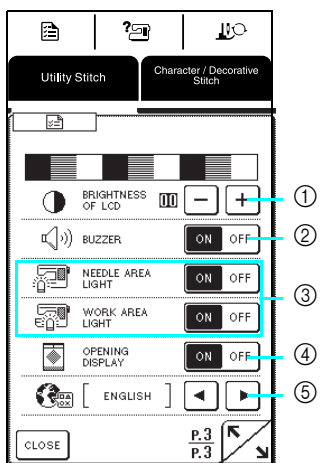 ?
Utility Stitch
Character / Decorative
Stitch
BRIGHTNESS
OF LCD
00 − +
①
BUZZER
ON OFF
②
NEEDLE AREA
LIGHT
ON OFF
③
WORK AREA
LIGHT
ON OFF
OPENING
DISPLAY
ON OFF
④
[ ENGLISH ]
⑤
CLOSE
P.3
P.3